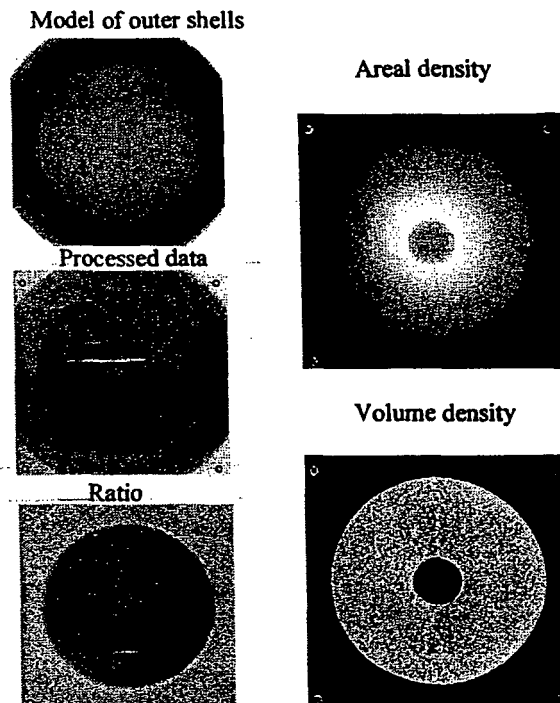 Model of outer shells
Processed data
Ratio
Areal density
Volume density